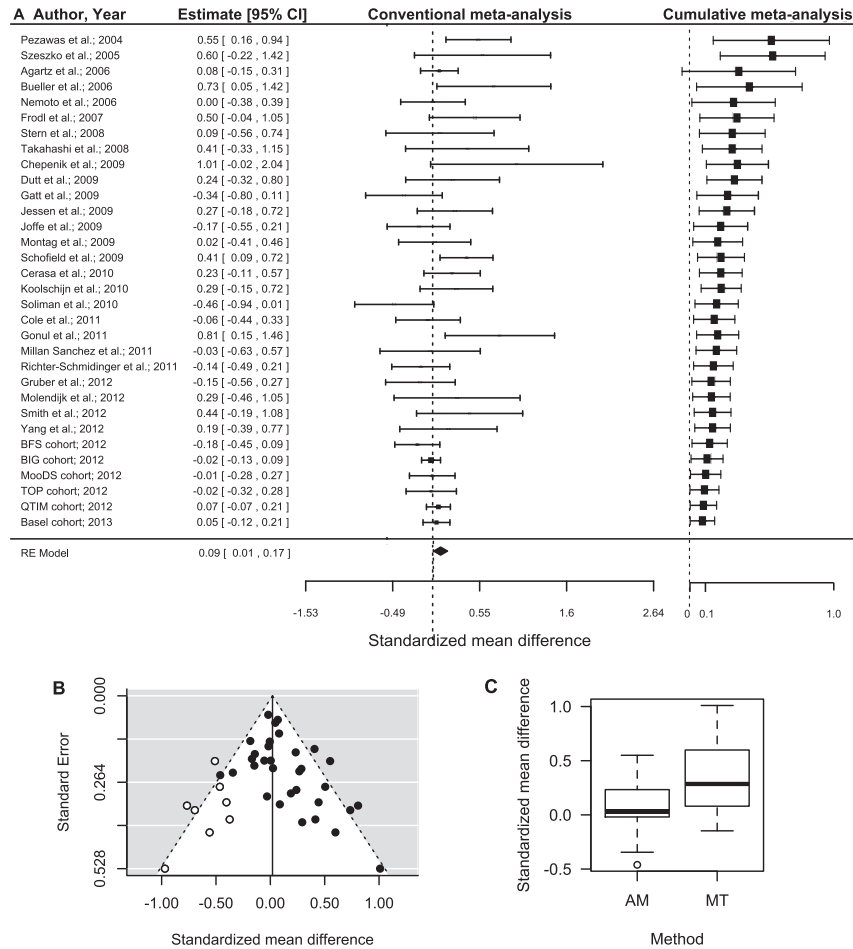 A Author, Year Estimate [95% CI] Conventional meta-analysis Cumulative meta-analysis
Pezawas et al.; 2004 0.55 [ 0.16 , 0.94 ]
Szeszko et al.; 2005 0.60 [ -0.22 , 1.42 ]
Agartz et al.; 2006 0.08 [ -0.15 , 0.31 ]
Bueller et al.; 2006 0.73 [ 0.05 , 1.42 ]
Nemoto et al.; 2006 0.00 [ -0.38 , 0.39 ]
Frodl et al.; 2007 0.50 [ -0.04 , 1.05 ]
Stern et al.; 2008 0.09 [ -0.56 , 0.74 ]
Takahashi et al.; 2008 0.41 [ -0.33 , 1.15 ]
Chepenik et al.; 2009 1.01 [ -0.02 , 2.04 ]
Dutt et al.; 2009 0.24 [ -0.32 , 0.80 ]
Gatt et al.; 2009 -0.34 [ -0.80 , 0.11 ]
Jessen et al.; 2009 0.27 [ -0.18 , 0.72 ]
Joffe et al.; 2009 -0.17 [ -0.55 , 0.21 ]
Montag et al.; 2009 0.02 [ -0.41 , 0.46 ]
Schofield et al.; 2009 0.41 [ 0.09 , 0.72 ]
Cerasa et al.; 2010 0.23 [ -0.11 , 0.57 ]
Koolschijn et al.; 2010 0.29 [ -0.15 , 0.72 ]
Soliman et al.; 2010 -0.46 [ -0.94 , 0.01 ]
Cole et al.; 2011 -0.06 [ -0.44 , 0.33 ]
Gonul et al.; 2011 0.81 [ 0.15 , 1.46 ]
Millan Sanchez et al.; 2011 -0.03 [ -0.63 , 0.57 ]
Richter-Schmidinger et al.; 2011 -0.14 [ -0.49 , 0.21 ]
Gruber et al.; 2012 -0.15 [ -0.56 , 0.27 ]
Molendijk et al.; 2012 0.29 [ -0.46 , 1.05 ]
Smith et al.; 2012 0.44 [ -0.19 , 1.08 ]
Yang et al.; 2012 0.19 [ -0.39 , 0.77 ]
BFS cohort; 2012 -0.18 [ -0.45 , 0.09 ]
BIG cohort; 2012 -0.02 [ -0.13 , 0.09 ]
MooDS cohort; 2012 -0.01 [ -0.28 , 0.27 ]
TOP cohort; 2012 -0.02 [ -0.32 , 0.28 ]
QTIM cohort; 2012 0.07 [ -0.07 , 0.21 ]
Basel cohort; 2013 0.05 [ -0.12 , 0.21 ]
RE Model 0.09 [ 0.01 , 0.17 ]
-1.53 -0.49 0.55 1.6 2.64 0 0.1 1.0
Standardized mean difference
B
Standard Error
0.000
0.264
0.528
-1.00 -0.50 0.00 0.50 1.00
Standardized mean difference
C
Standardized mean difference
1.0
0.5
0.0
-0.5
AM MT
Method